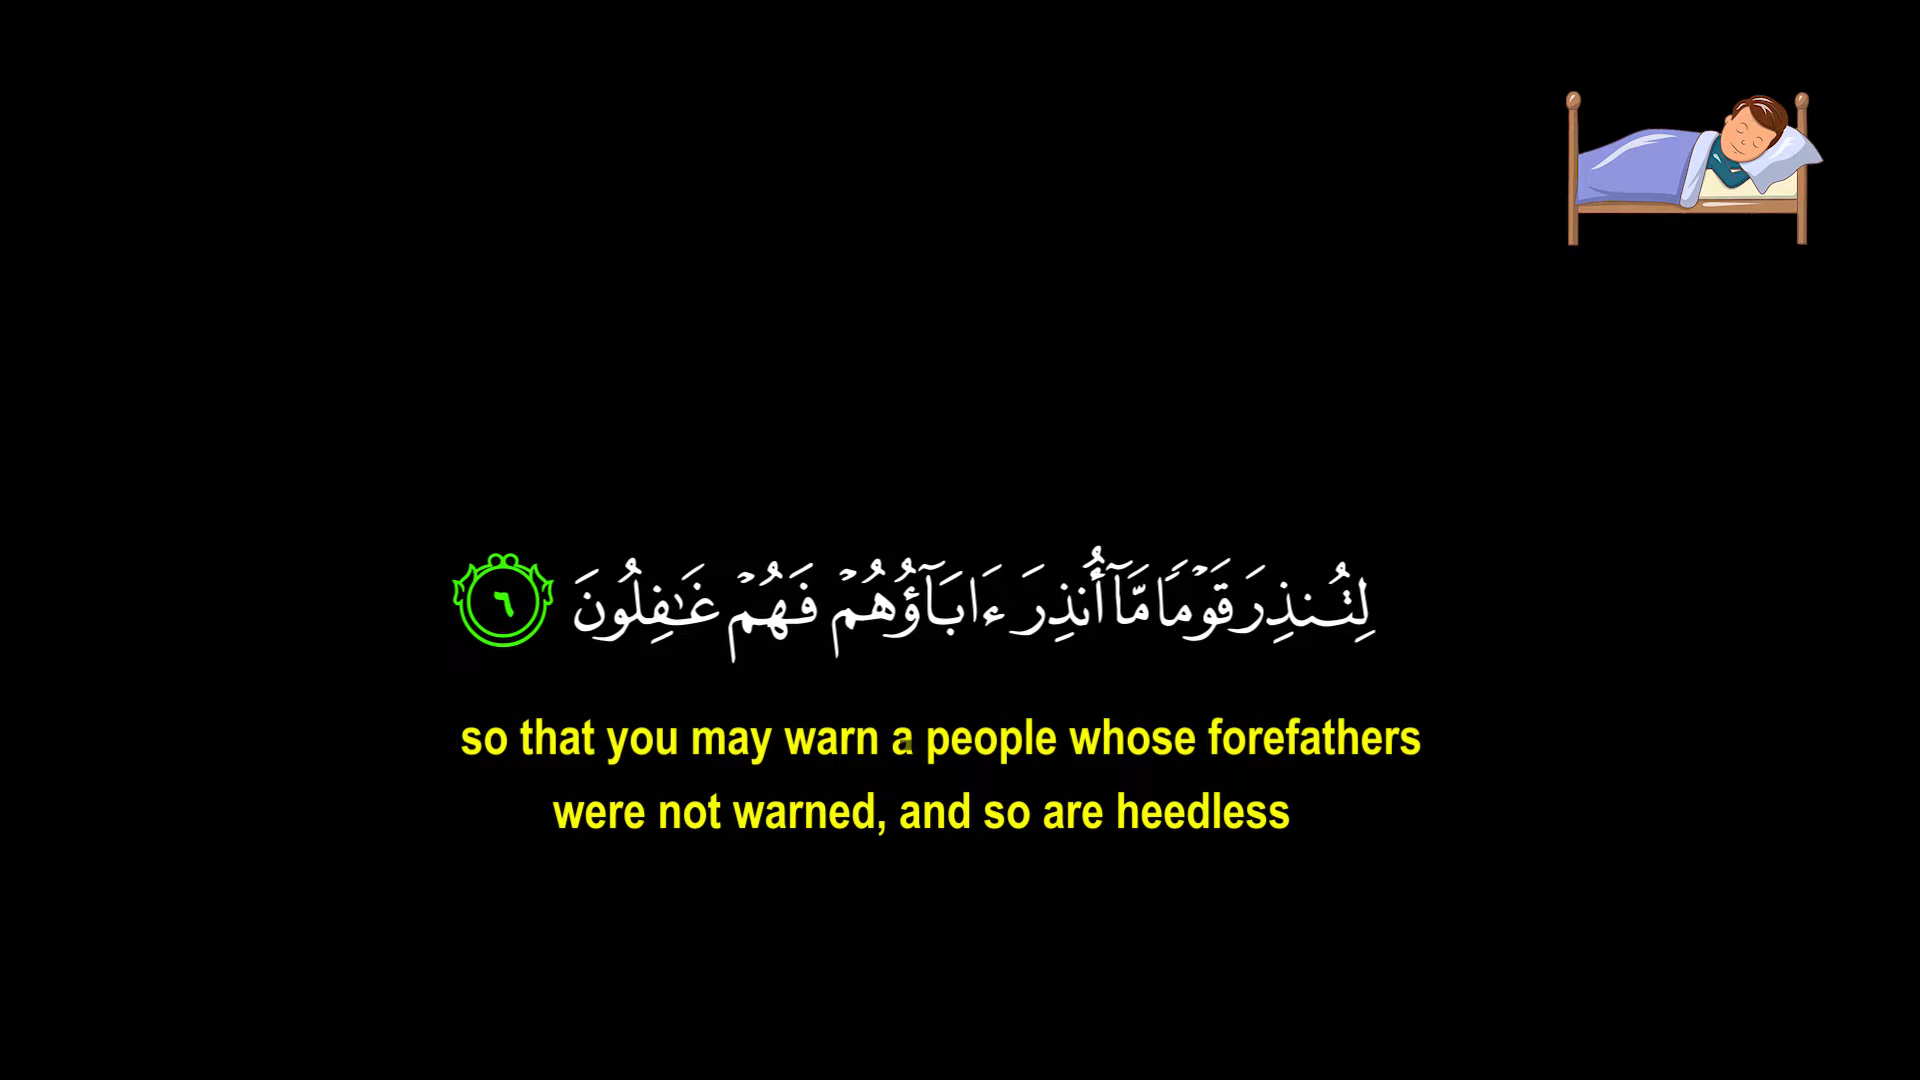 لِتُنذِرَ قَوۡمٗا مَّآ أُنذِرَ ءَابَآؤُهُمۡ فَهُمۡ غَٰفِلُونَ ٦
so that you may warn a people whose forefathers
were not warned, and so are heedless